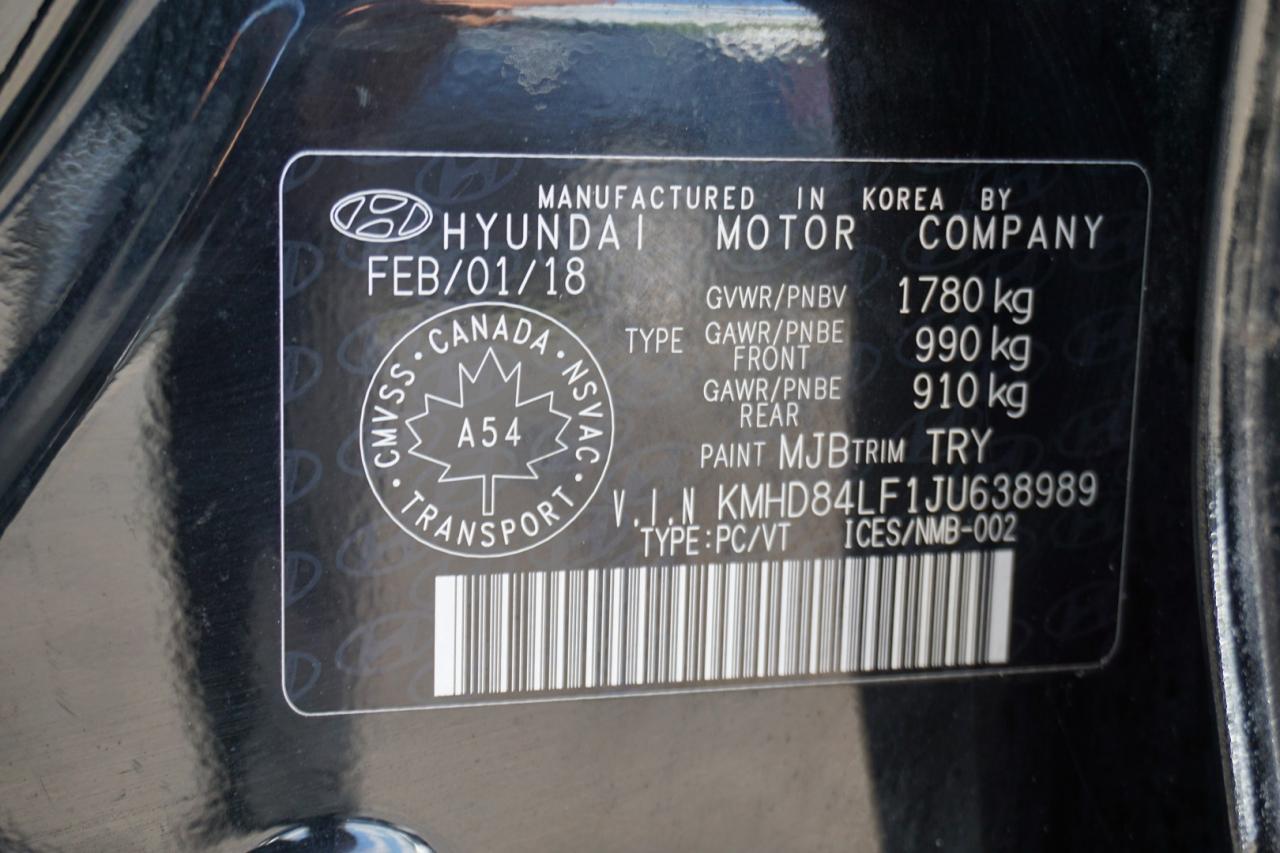 MANUFACTURED IN KOREA BY
HYUNDAI MOTOR COMPANY
FEB/01/18
GVWR/PNBV 1780 kg
TYPE GAWR/PNBE FRONT 990 kg
GAWR/PNBE REAR 910 kg
PAINT MJB TRIM TRY
V.I.N KMHD84LF1JU638989
TYPE:PC/VT ICES/NMB-002
CMVSS · CANADA · NSVAC · TRANSPORT ·
A54